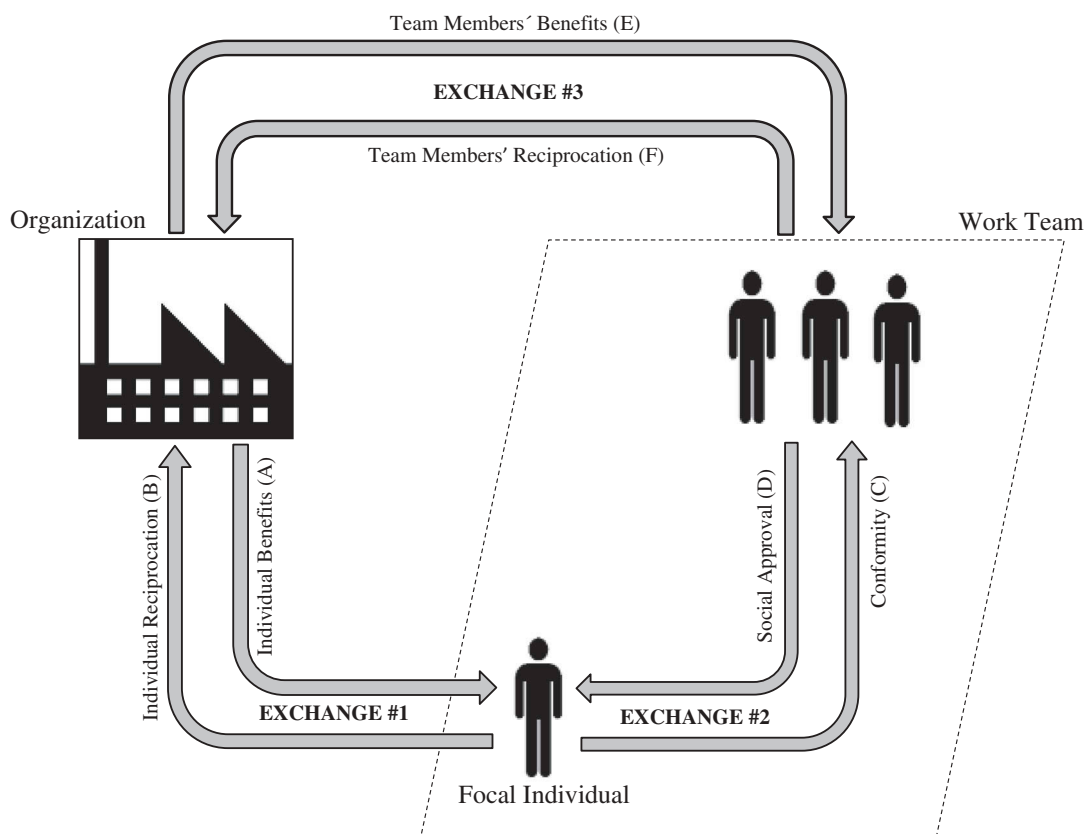 Team Members´ Benefits (E)
EXCHANGE #3
Team Members′ Reciprocation (F)
Organization
Work Team
Individual Reciprocation (B)
Individual Benefits (A)
Social Approval (D)
Conformity (C)
EXCHANGE #1
EXCHANGE #2
Focal Individual